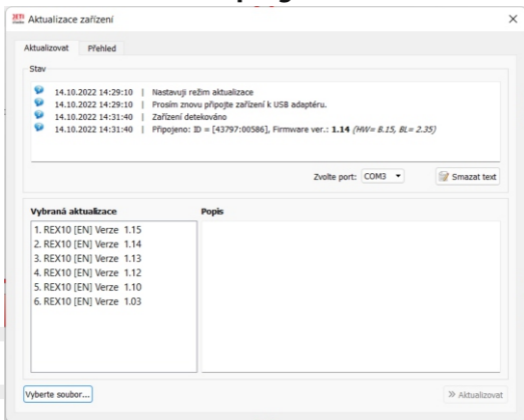 JETI
Aktualizace zařízení
Aktualizovat Přehled
Stav
14.10.2022 14:29:10 | Nastavuji režim aktualizace
14.10.2022 14:29:10 | Prosím znovu připojte zařízení k USB adaptéru.
14.10.2022 14:31:40 | Zařízení detekováno
14.10.2022 14:31:40 | Připojeno: ID = [43797:00586], Firmware ver.: 1.14 (HW= 8.15, BL= 2.35)
Zvolte port: COM3 Smazat text
Vybraná aktualizace Popis
1. REX10 [EN] Verze 1.15
2. REX10 [EN] Verze 1.14
3. REX10 [EN] Verze 1.13
4. REX10 [EN] Verze 1.12
5. REX10 [EN] Verze 1.10
6. REX10 [EN] Verze 1.03
Vyberte soubor... >> Aktualizovat